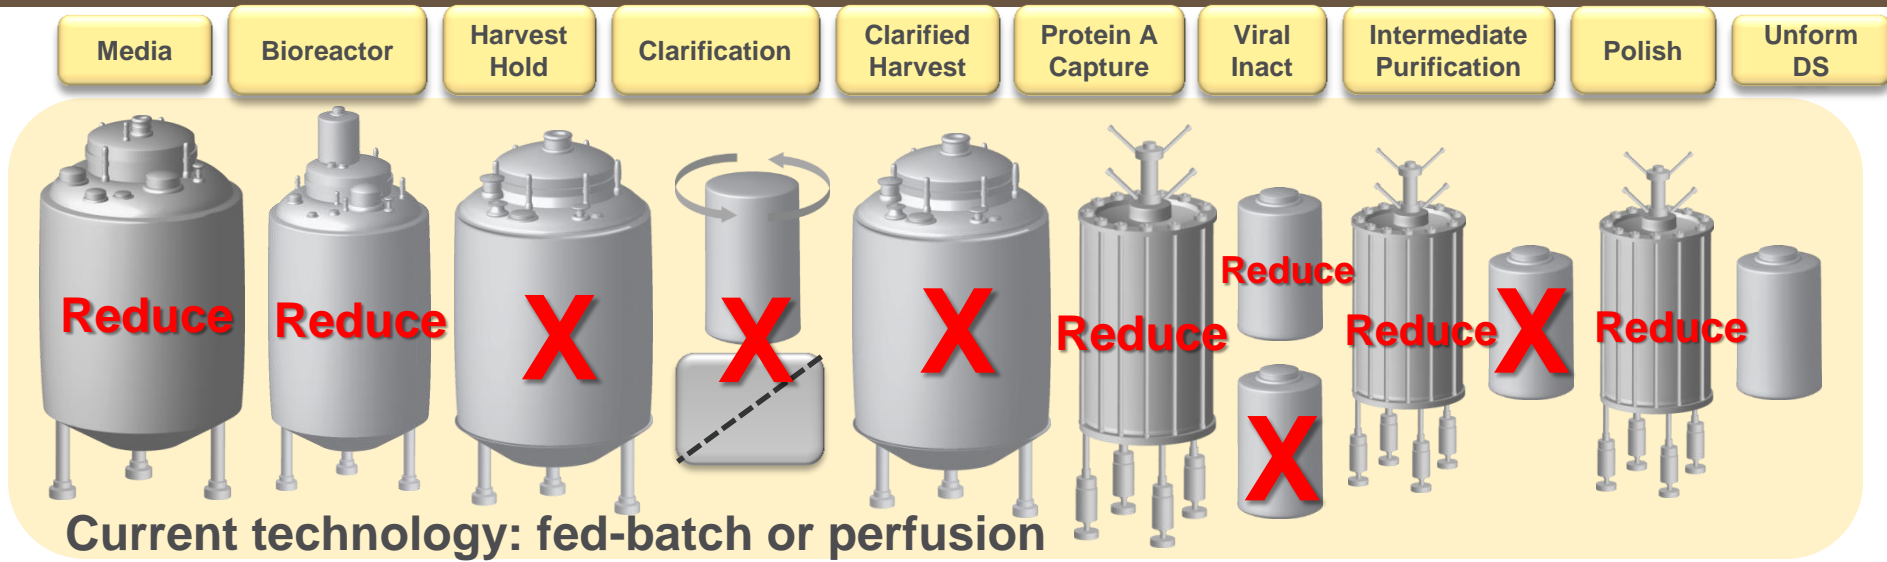 Media
Bioreactor
Harvest
Hold
Clarification
Clarified
Harvest
Protein A
Capture
Viral
Inact
Intermediate
Purification
Polish
Unform
DS
Reduce
Reduce
X
X
X
Reduce
Reduce
X
Reduce
X
Reduce
Current technology: fed-batch or perfusion